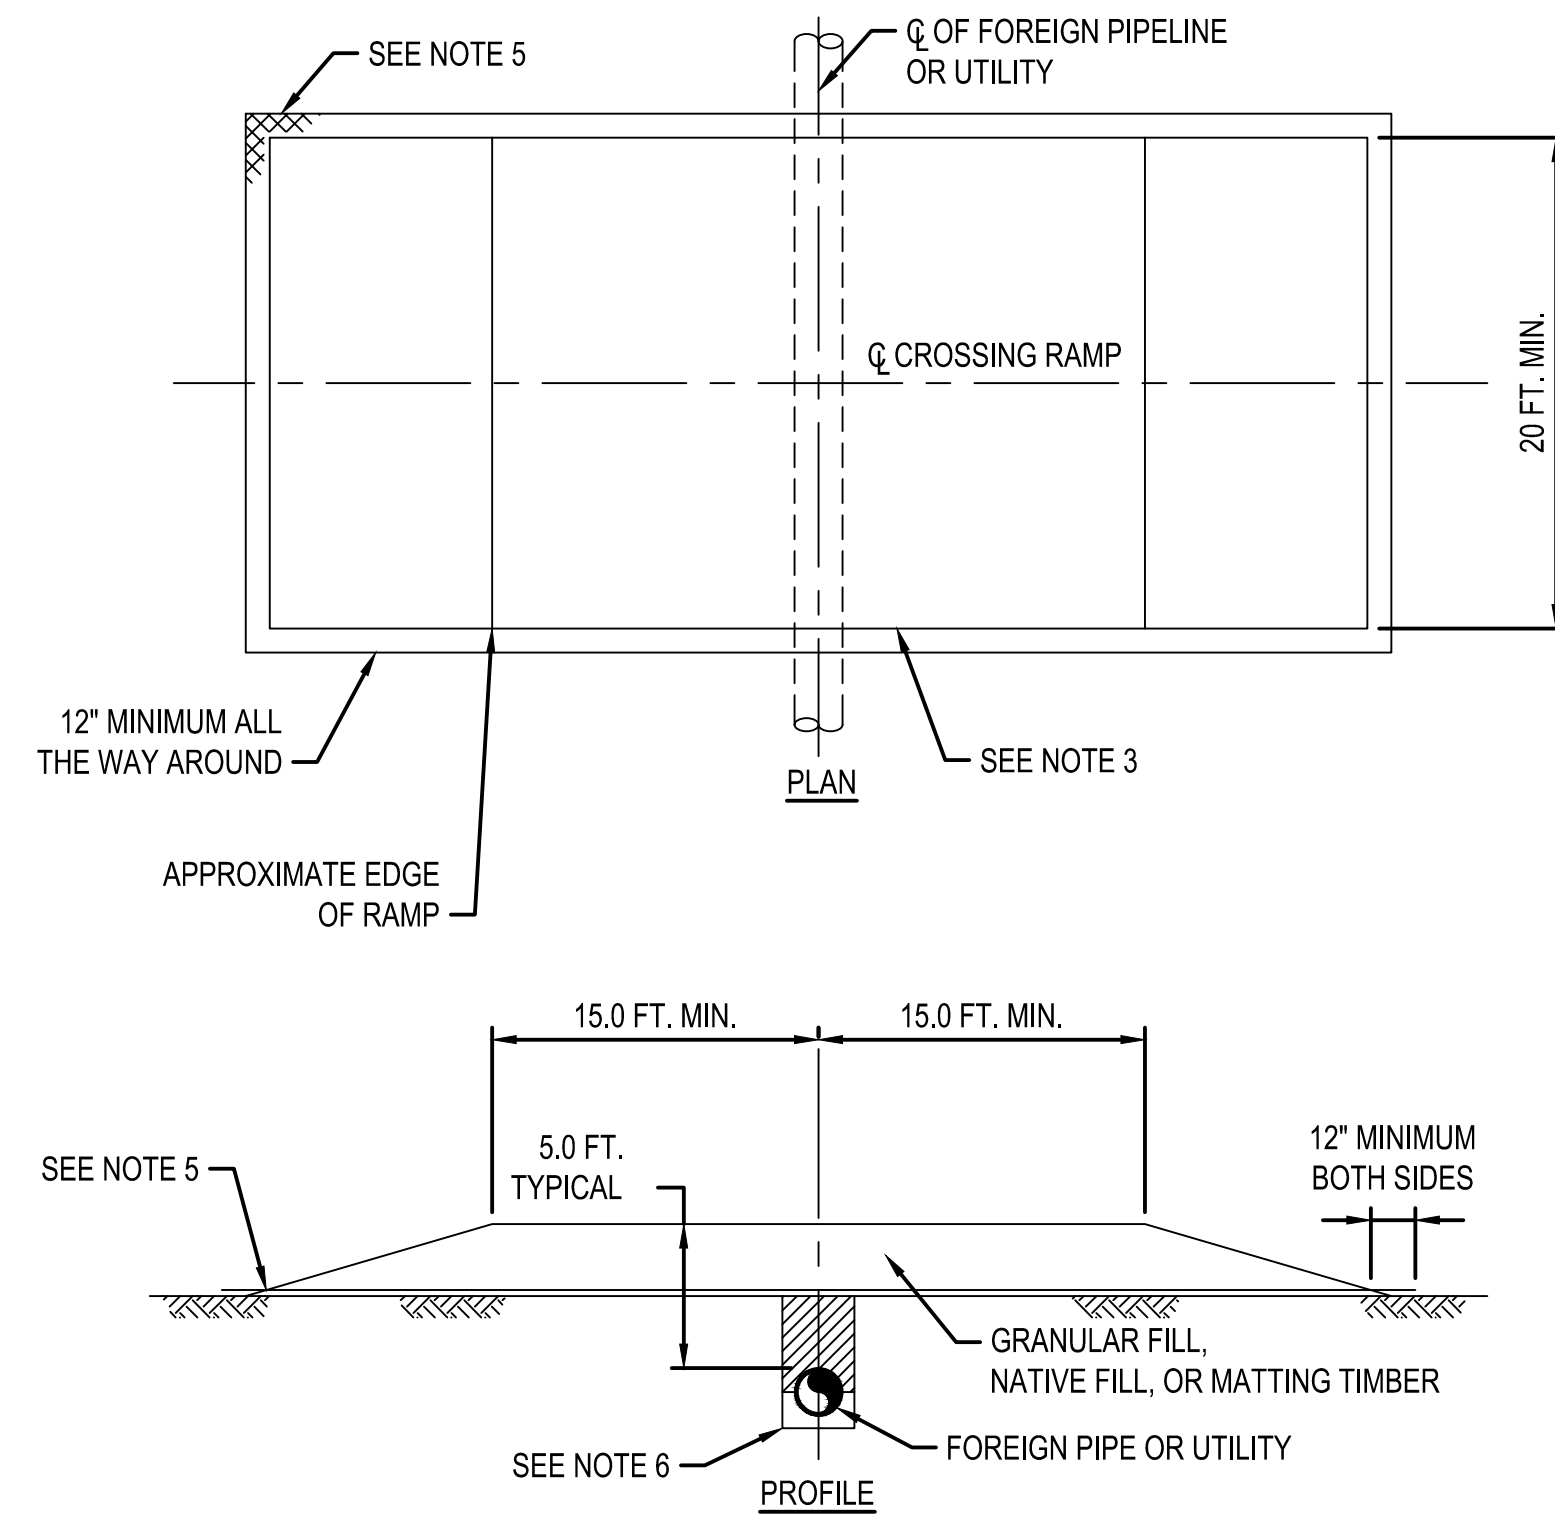 SEE NOTE 5
℄ OF FOREIGN PIPELINE
OR UTILITY
℄ CROSSING RAMP
20 FT. MIN.
12" MINIMUM ALL
THE WAY AROUND
SEE NOTE 3
PLAN
APPROXIMATE EDGE
OF RAMP
15.0 FT. MIN.
15.0 FT. MIN.
5.0 FT.
TYPICAL
12" MINIMUM
BOTH SIDES
SEE NOTE 5
GRANULAR FILL,
NATIVE FILL, OR MATTING TIMBER
FOREIGN PIPE OR UTILITY
SEE NOTE 6
PROFILE